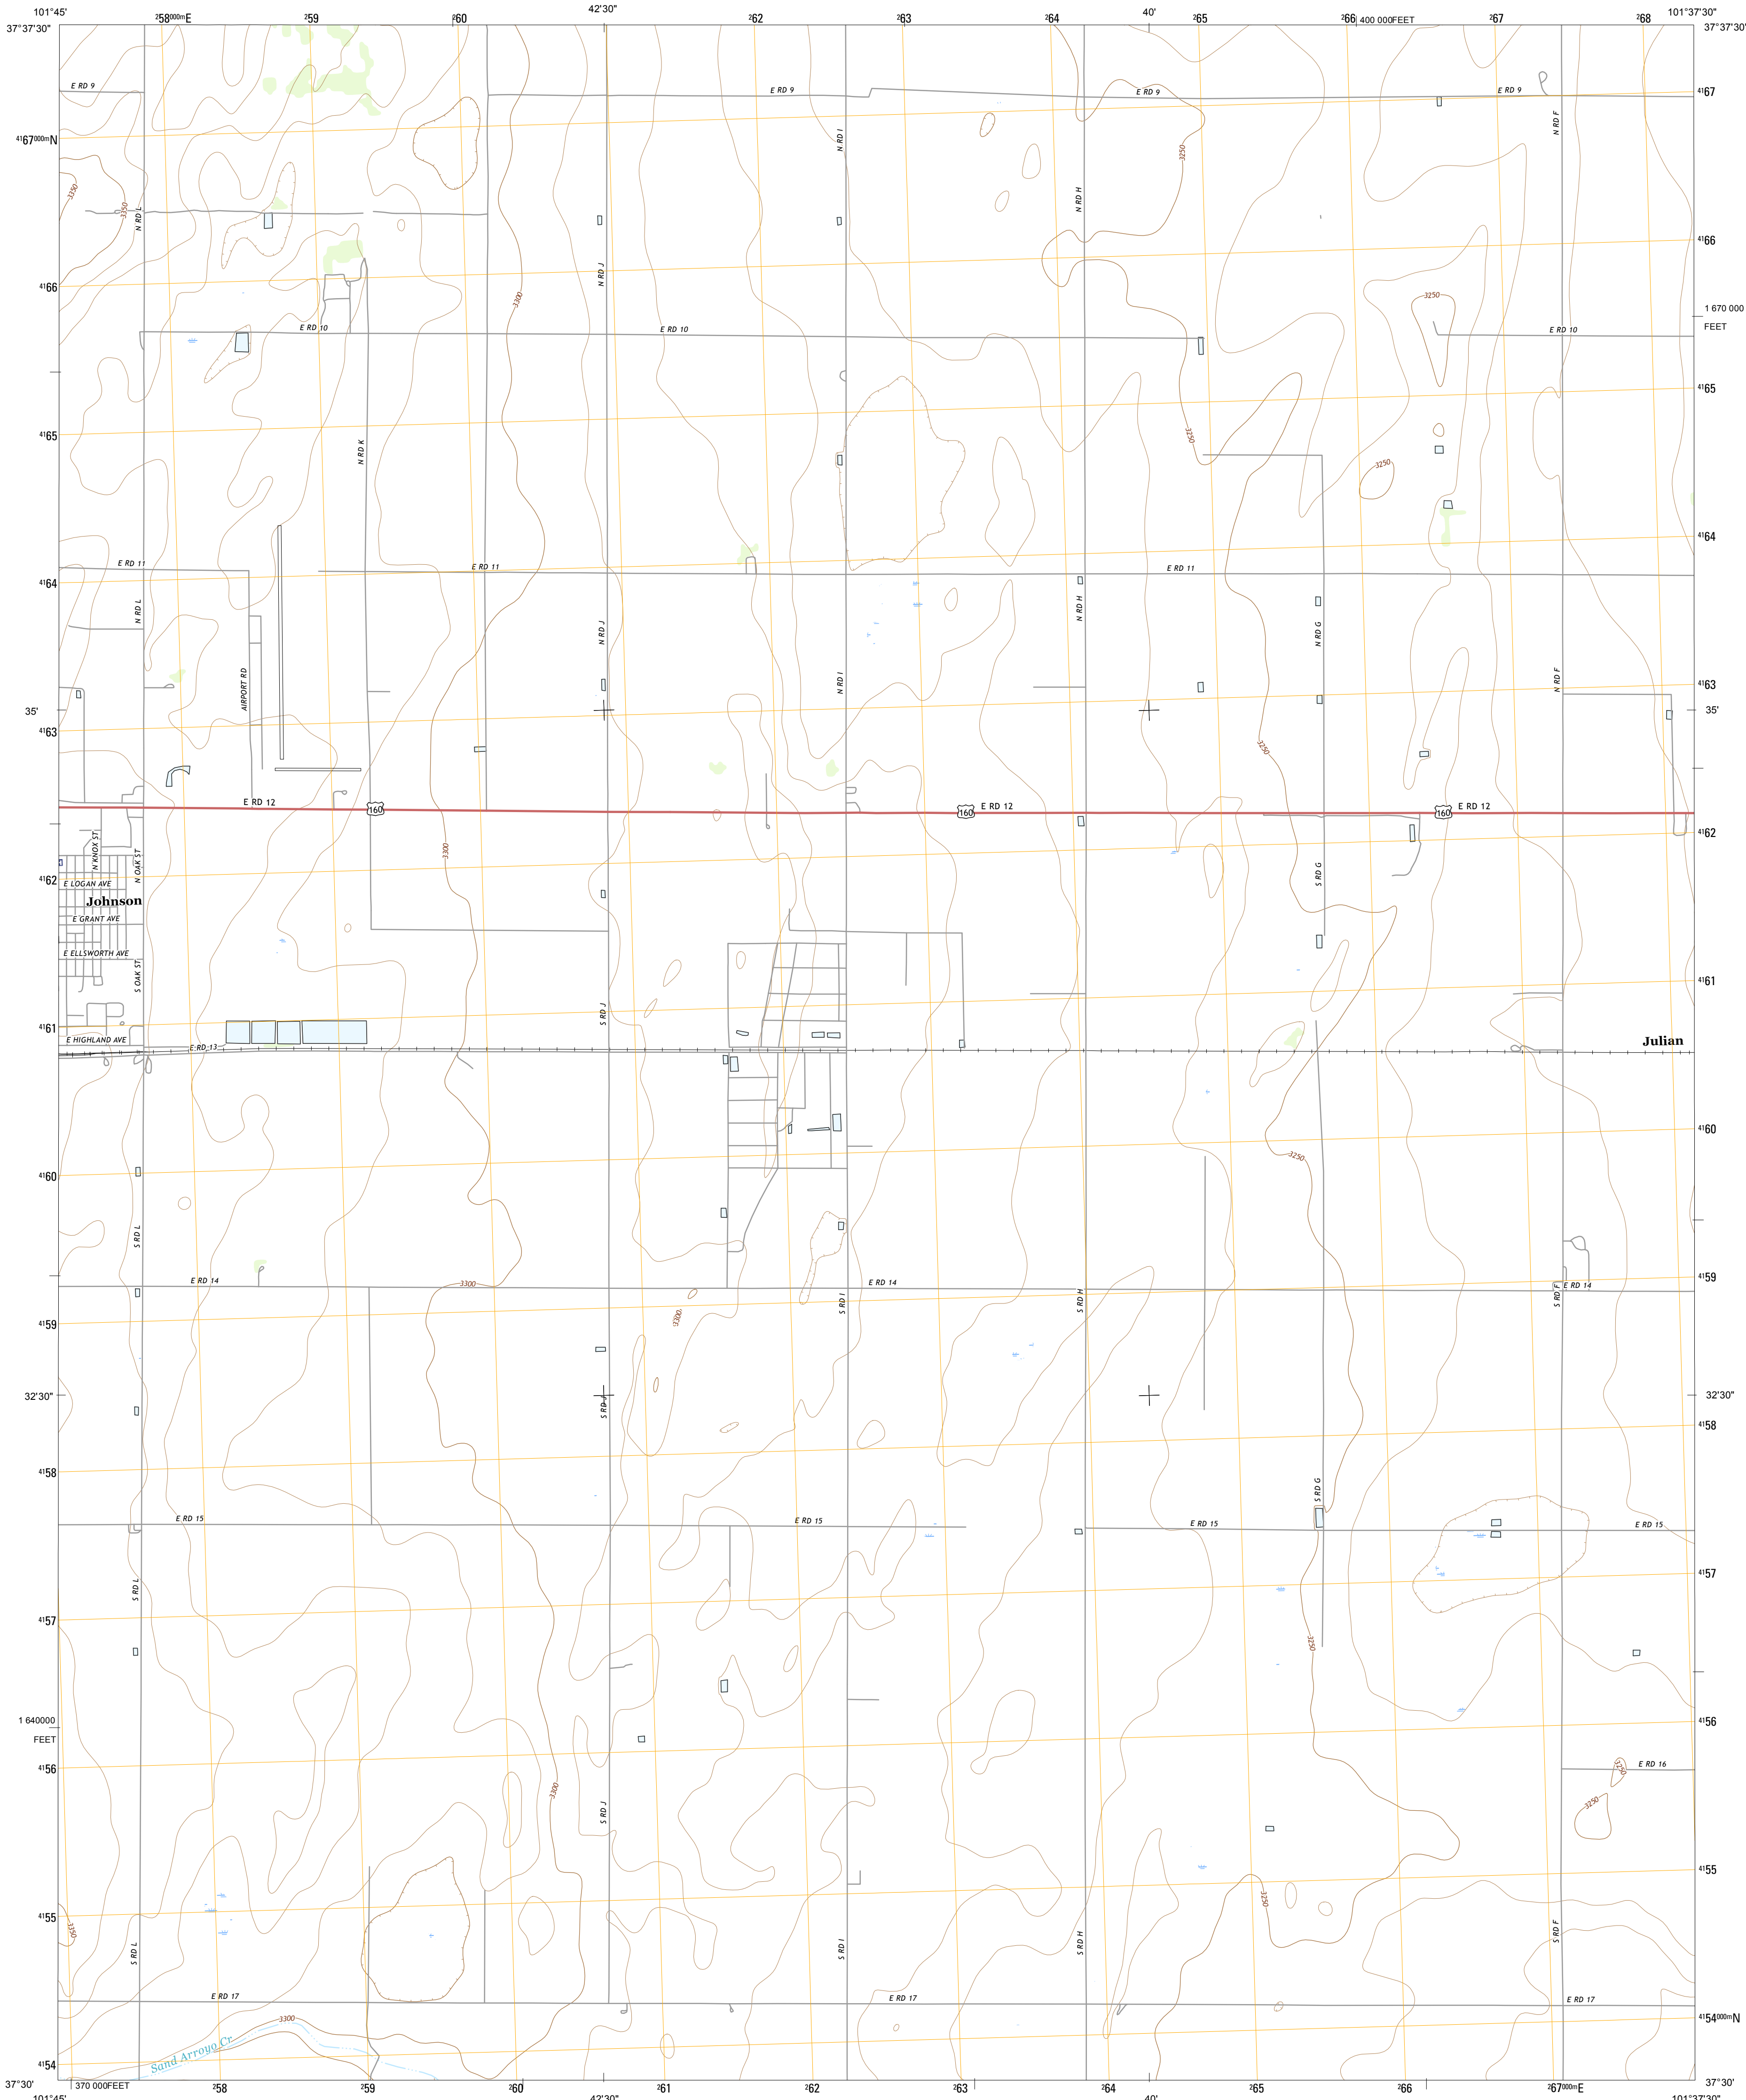 101°45'
258000mE
259
260
42'30"
262
263
264
40'
265
266
400 000FEET
267
268
101°37'30"
37°37'30"
37°37'30'
E RD 9
E RD 9
E RD 9
E RD 9
4167
4167000mN
N RD I
N RD F
3250
3350
3350
N RD L
N RD H
4166
N RD J
4166
3300
3250
1 670 000
FEET
E RD 10
E RD 10
E RD 10
4165
4165
N RD K
3250
3250
4164
E RD 11
E RD 11
E RD 11
4164
N RD L
N RD J
N RD H
N RD G
AIRPORT RD
N RD I
N RD F
4163
35'
35'
4163
3250
E RD 12
160
160
E RD 12
160
E RD 12
4162
N KNOX ST
N OAK ST
3300
S RD G
4162
E LOGAN AVE
Johnson
E GRANT AVE
E ELLSWORTH AVE
S OAK ST
4161
S RD J
4161
E HIGHLAND AVE
E RD 13
Julian
4160
3250
4160
S RD L
E RD 14
3300
E RD 14
E RD 14
4159
S RD I
S RD H
S RD F
3300
4159
32'30"
32'30"
S RD J
4158
4158
S RD G
E RD 15
E RD 15
E RD 15
E RD 15
S RD L
4157
4157
3250
1 640000
FEET
4156
4156
E RD 16
3250
3300
3250
S RD J
4155
3250
4155
3350
S RD L
S RD I
S RD H
S RD F
E RD 17
E RD 17
E RD 17
3300
4154000mN
Sand Arroyo Cr
4154
37°30'
370 000FEET
37°30'
101°45'
258
259
260
42'30"
261
262
263
264
40'
265
266
267000mE
101°37'30"